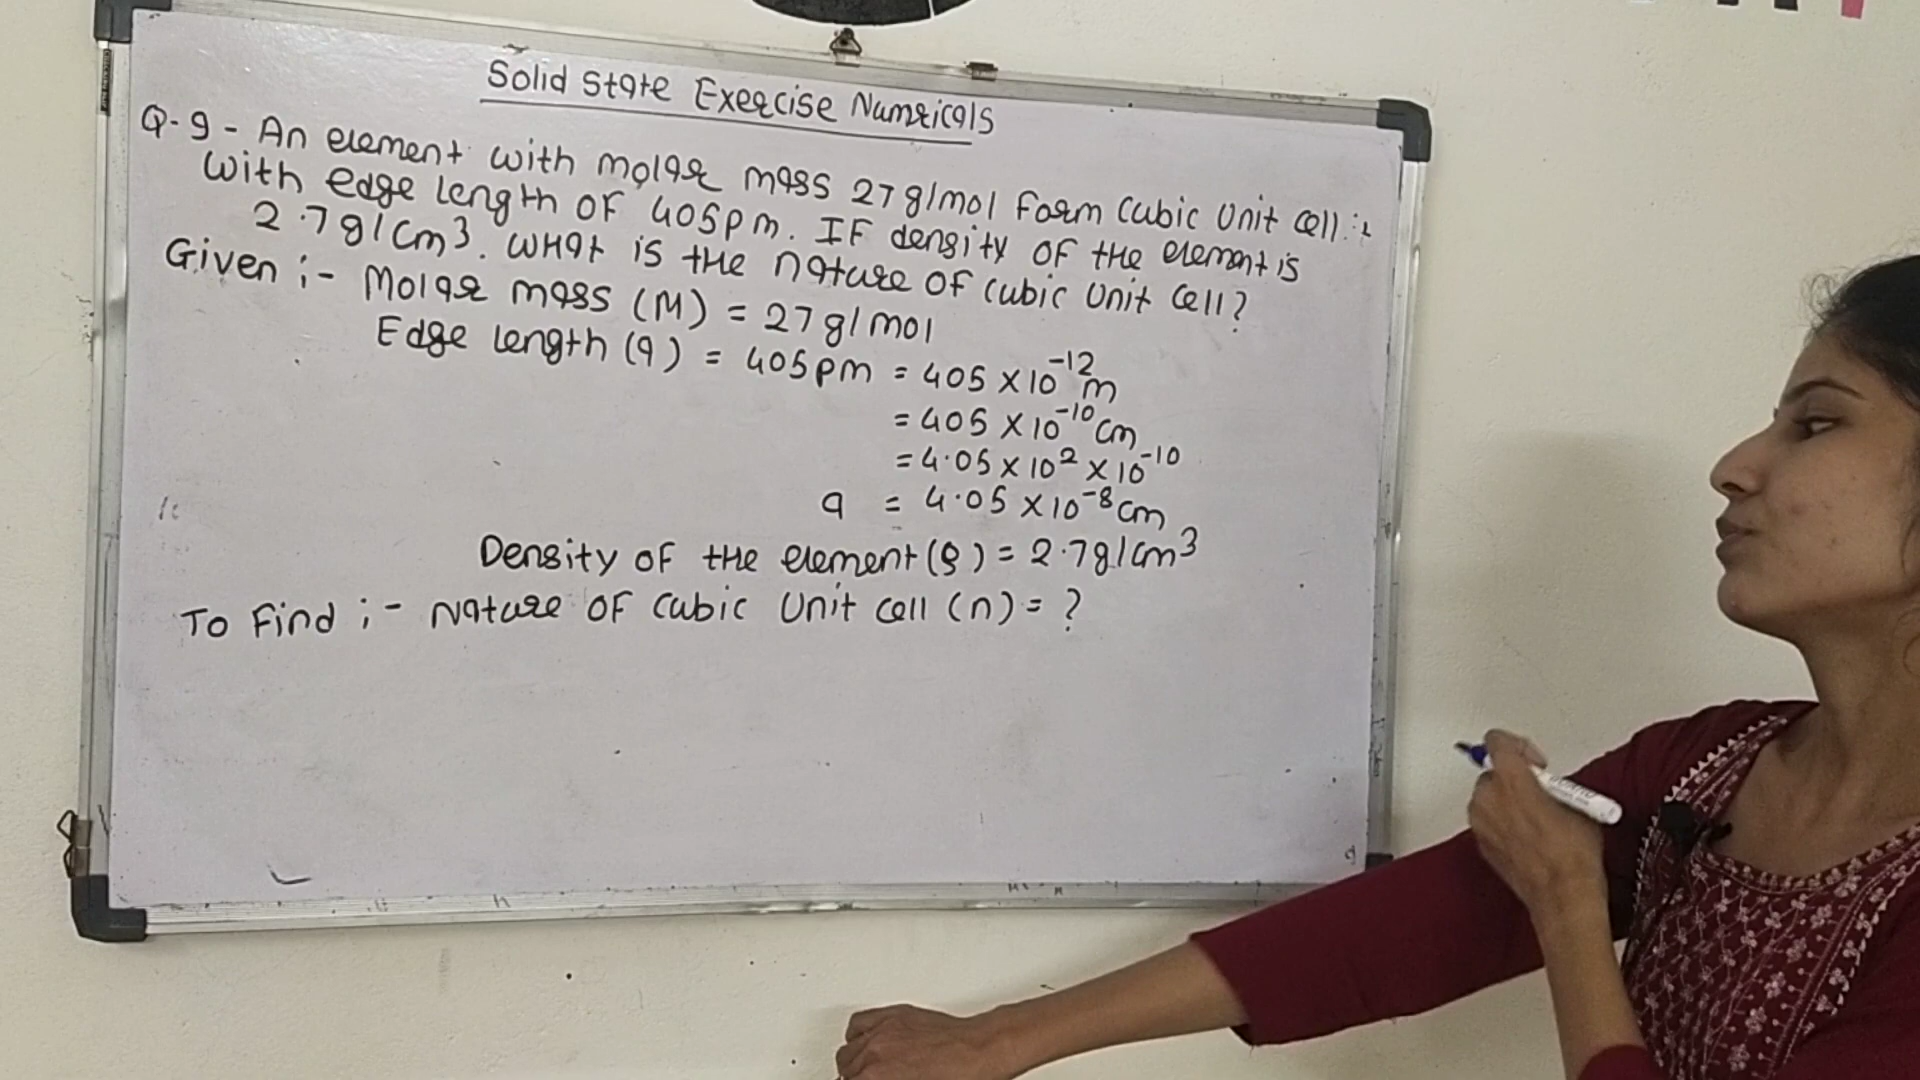 Solid State Exercise Numericals
Q-9- An element with molar mass 27g/mol form cubic unit cell
with edge length of 405pm. If density of the element is
2.7g/cm3. What is the nature of cubic unit cell?
Given ;- Molar mass (M) = 27g/mol
Edge length (a) = 405pm = 405 × 10⁻¹² m
= 405 × 10⁻¹⁰ cm
= 4.05 × 10² × 10⁻¹⁰
a = 4.05 × 10⁻⁸ cm
Density of the element (ρ) = 2.7g/cm3
To Find ;- Nature of cubic unit cell (n) = ?